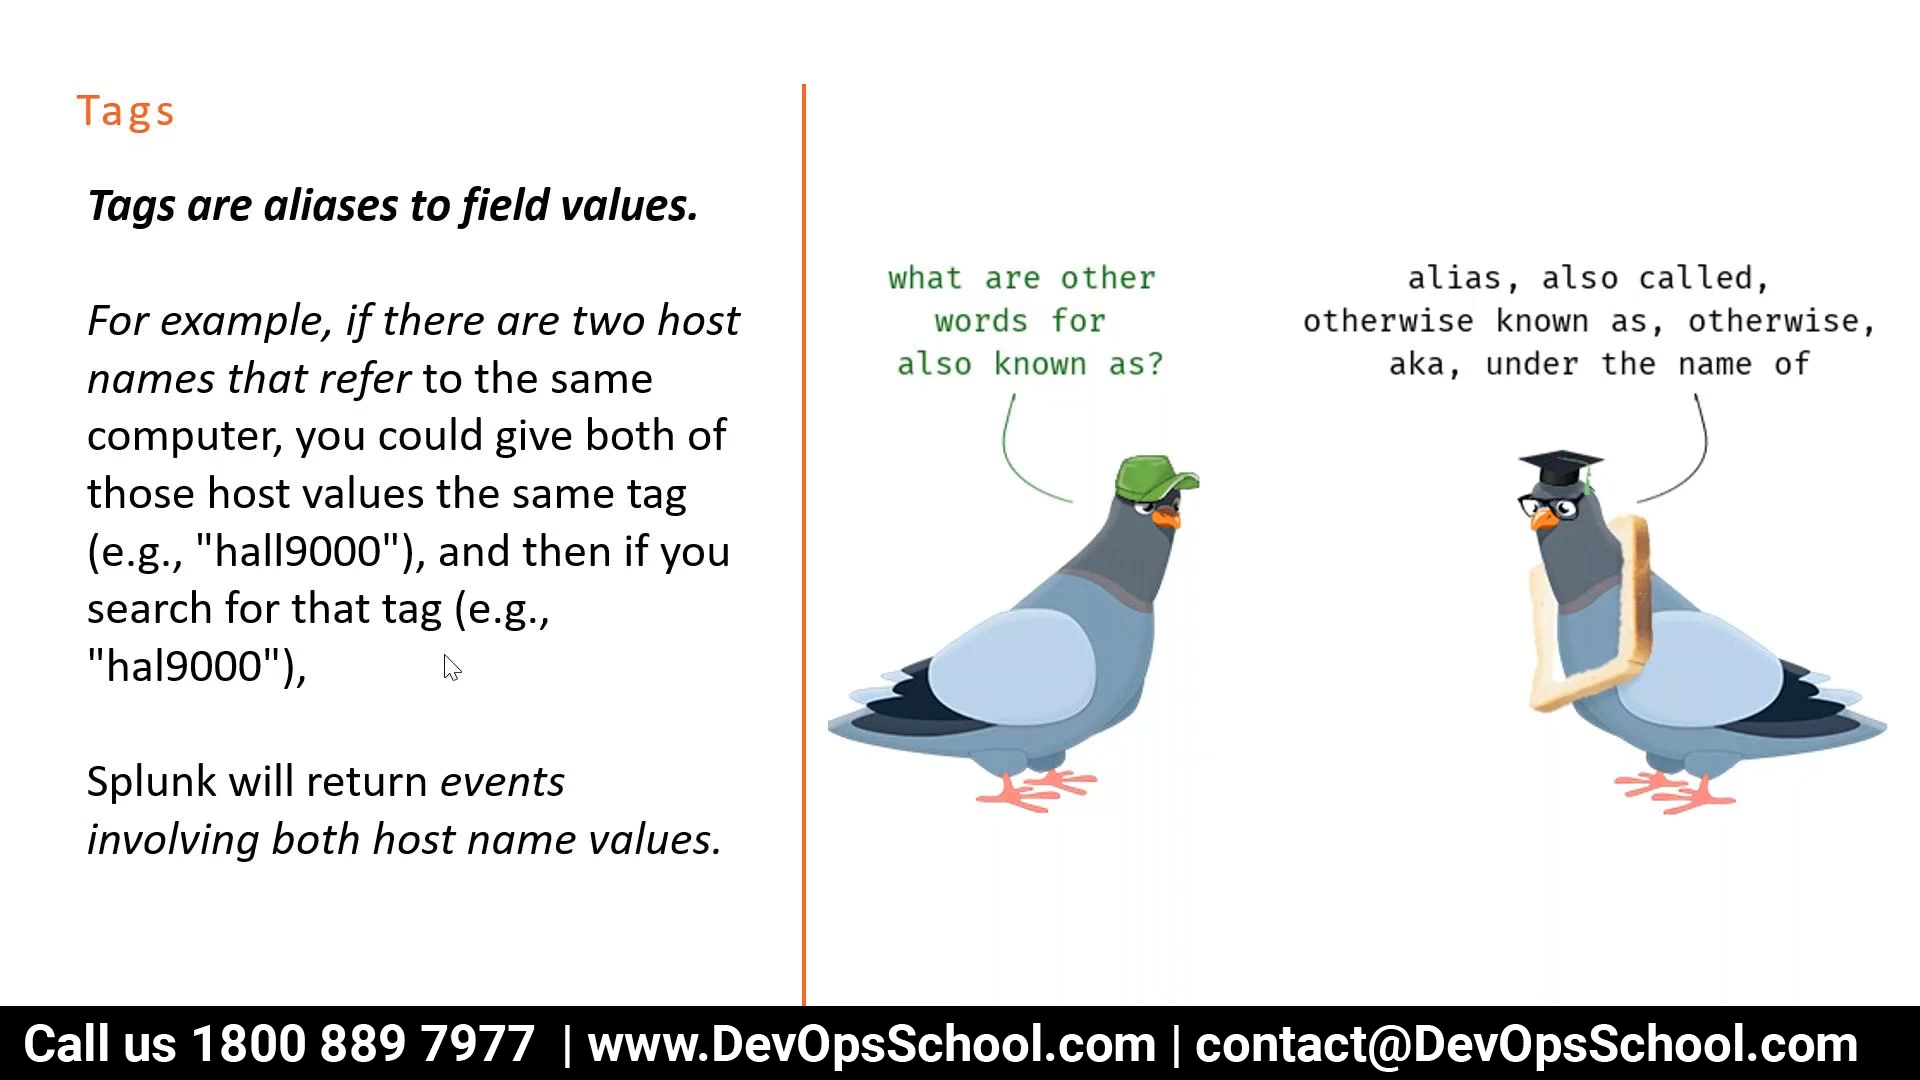 Tags
Tags are aliases to field values.
For example, if there are two host
names that refer to the same
computer, you could give both of
those host values the same tag
(e.g., "hall9000"), and then if you
search for that tag (e.g.,
"hal9000"),
Splunk will return events
involving both host name values.
what are other
words for
also known as?
alias, also called,
otherwise known as, otherwise,
aka, under the name of
Call us 1800 889 7977 | www.DevOpsSchool.com | contact@DevOpsSchool.com